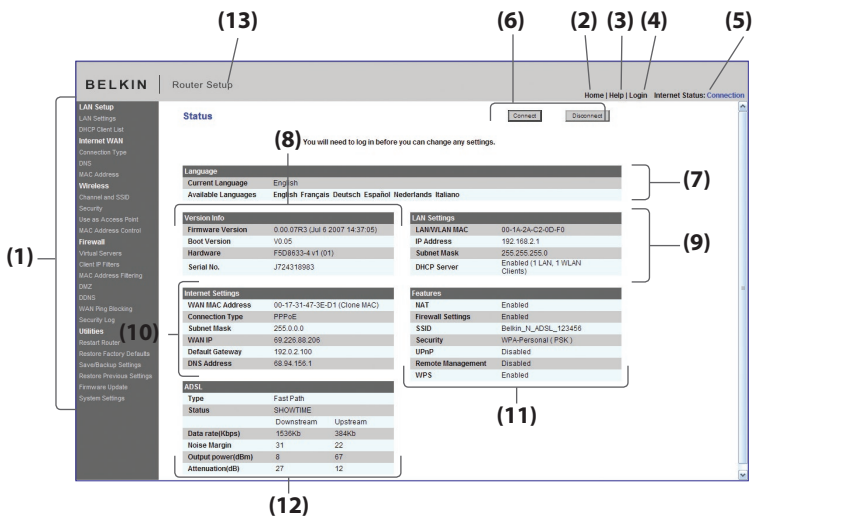 (13) (6) (2) (3) (4) (5)
BELKIN | Router Setup
Home | Help | Login Internet Status: Connection
(1)
LAN Setup
LAN Settings
DHCP Client List
Internet WAN
Connection Type
DNS
MAC Address
Wireless
Channel and SSID
Security
Use as Access Point
MAC Address Control
Firewall
Virtual Servers
Client IP Filters
MAC Address Filtering
DMZ
DDNS
WAN Ping Blocking
Security Log
Utilities
Restart Router
Restore Factory Defaults
Save/Backup Settings
Restore Previous Settings
Firmware Update
System Settings
Status
Connect Disconnect
(8) You will need to log in before you can change any settings.
Language
Current Language English
Available Languages English Français Deutsch Español Nederlands Italiano
(7)
Version Info
Firmware Version 0.00.07R3 (Jul 6 2007 14:37:05)
Boot Version V0.05
Hardware F5D8633-4 v1 (01)
Serial No. J724318983
LAN Settings
LAN/WLAN MAC 00-1A-2A-C2-0D-F0
IP Address 192.168.2.1
Subnet Mask 255.255.255.0
DHCP Server Enabled (1 LAN, 1 WLAN
Clients)
(9)
(10)
Internet Settings
WAN MAC Address 00-17-31-47-3E-D1 (Clone MAC)
Connection Type PPPoE
Subnet Mask 255.0.0.0
WAN IP 69.226.88.206
Default Gateway 192.0.2.100
DNS Address 68.94.156.1
Features
NAT Enabled
Firewall Settings Enabled
SSID Belkin_N_ADSL_123456
Security WPA-Personal ( PSK )
UPnP Disabled
Remote Management Disabled
WPS Enabled
(11)
ADSL
Type Fast Path
Status SHOWTIME
Downstream Upstream
Data rate(Kbps) 1536Kb 384Kb
Noise Margin 31 22
Output power(dBm) 8 67
Attenuation(dB) 27 12
(12)